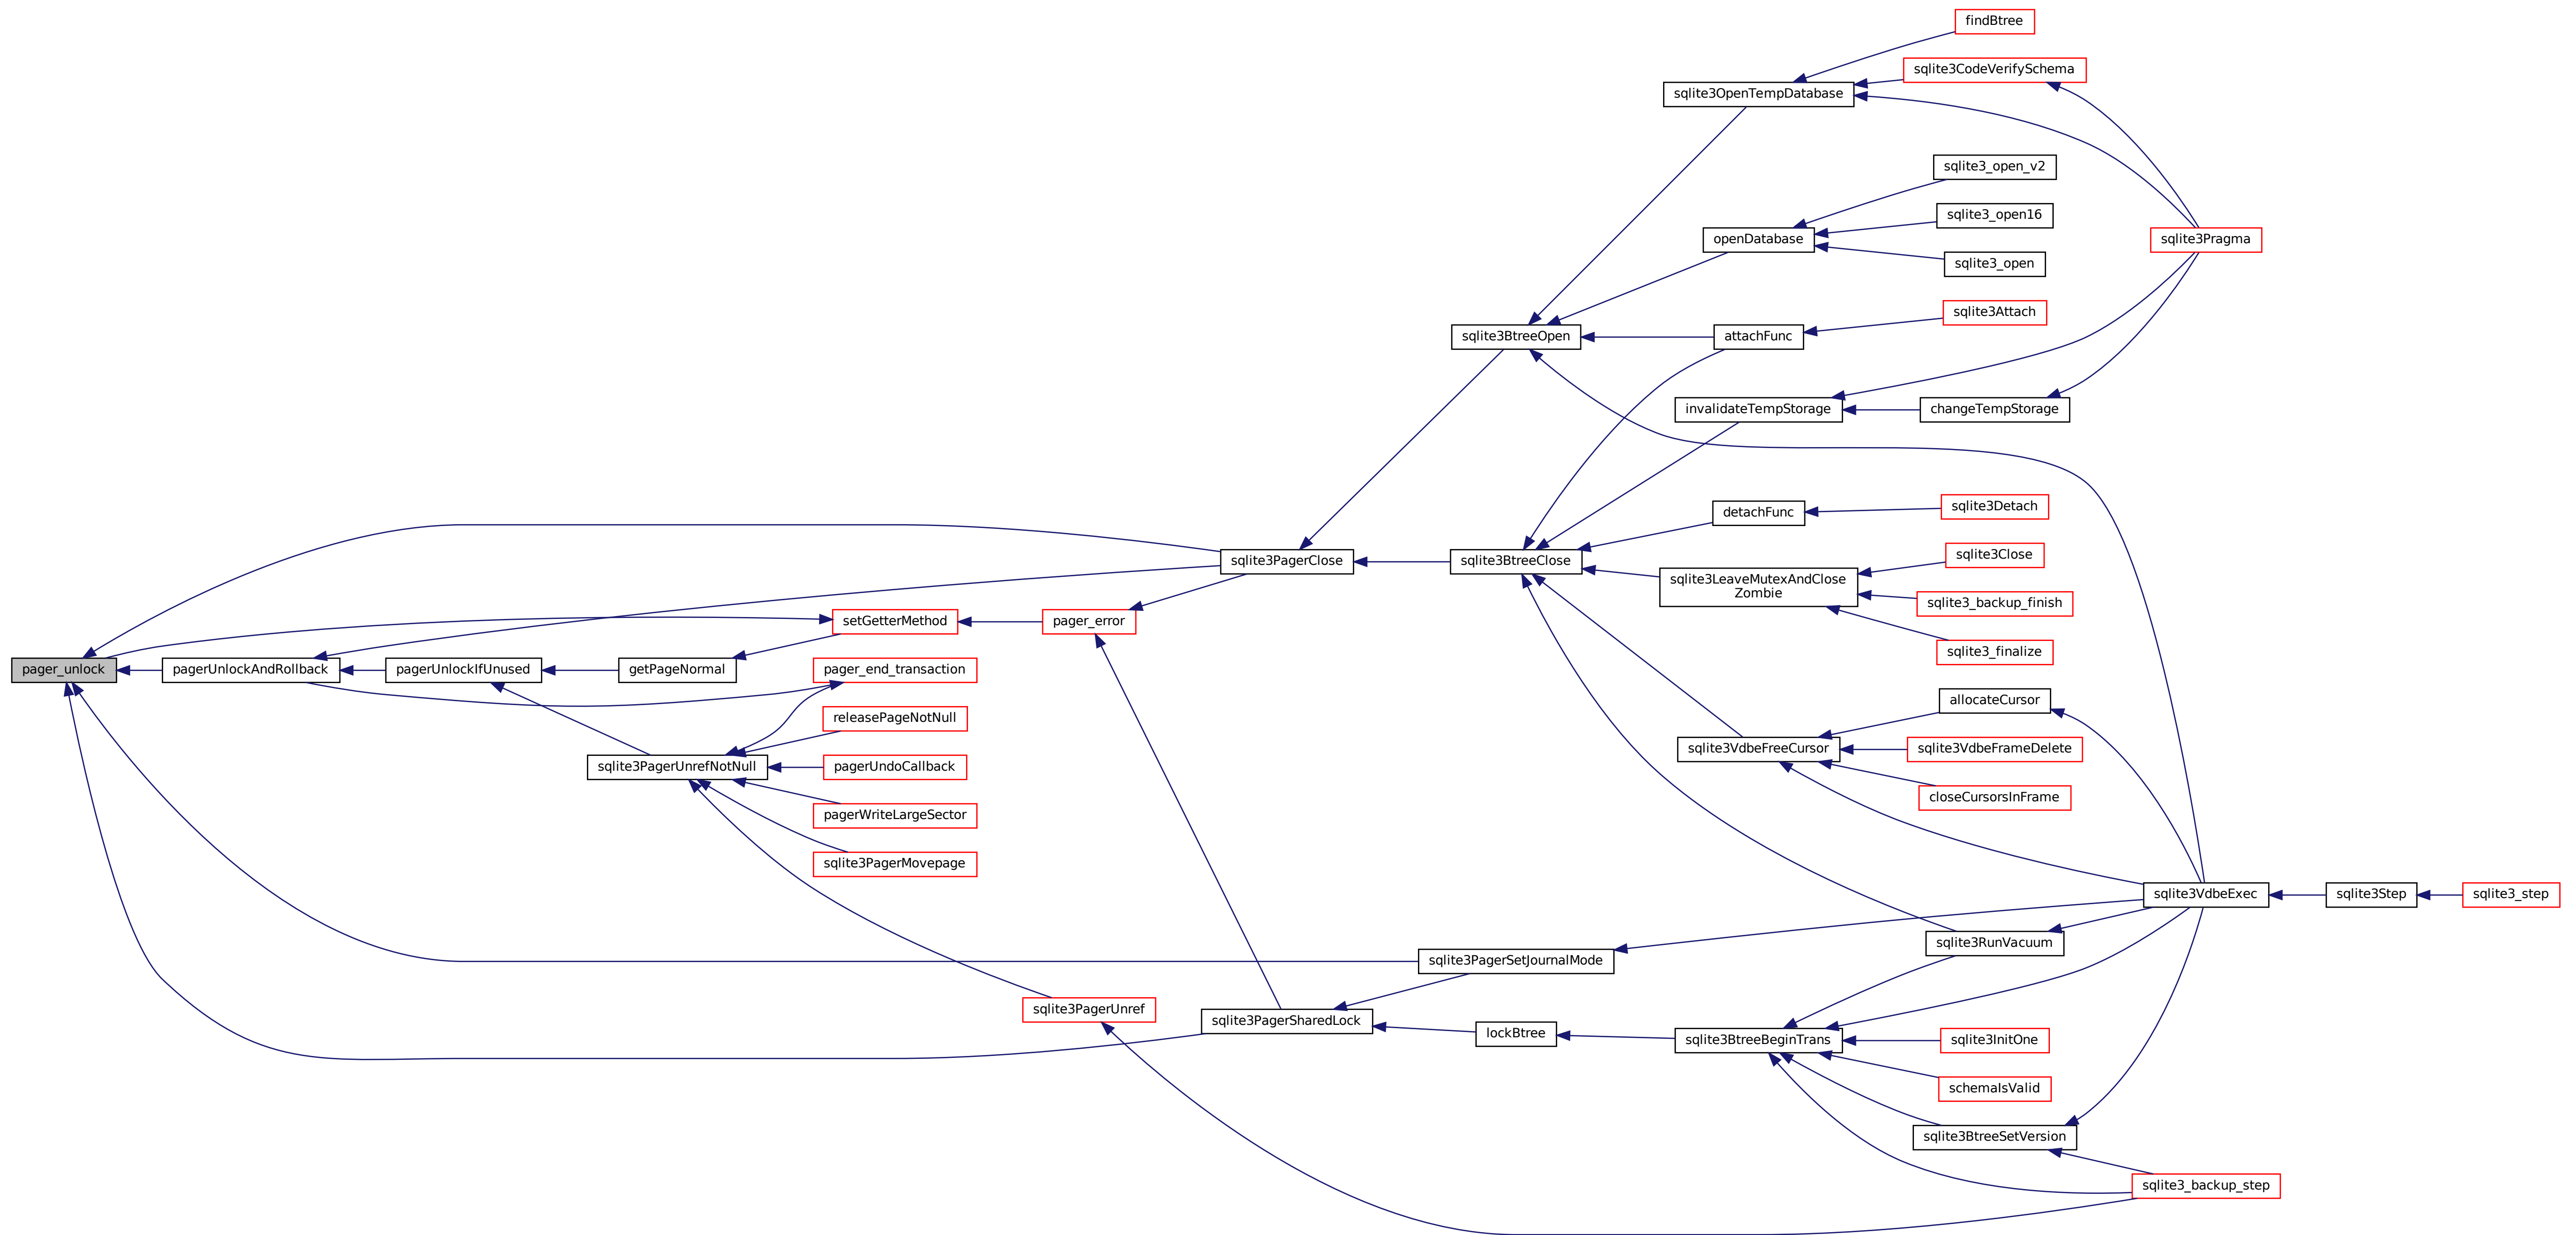 pager_unlock
pagerUnlockAndRollback
pagerUnlockIfUnused
getPageNormal
sqlite3PagerUnrefNotNull
setGetterMethod
pager_end_transaction
releasePageNotNull
pagerUndoCallback
pagerWriteLargeSector
sqlite3PagerMovepage
pager_error
sqlite3PagerUnref
sqlite3PagerClose
sqlite3PagerSharedLock
sqlite3BtreeOpen
sqlite3BtreeClose
sqlite3PagerSetJournalMode
lockBtree
sqlite3OpenTempDatabase
openDatabase
attachFunc
invalidateTempStorage
detachFunc
sqlite3LeaveMutexAndClose
Zombie
sqlite3VdbeFreeCursor
sqlite3BtreeBeginTrans
findBtree
sqlite3CodeVerifySchema
sqlite3_open_v2
sqlite3_open16
sqlite3_open
sqlite3Attach
changeTempStorage
sqlite3Detach
sqlite3Close
sqlite3_backup_finish
sqlite3_finalize
allocateCursor
sqlite3VdbeFrameDelete
closeCursorsInFrame
sqlite3RunVacuum
sqlite3InitOne
schemaIsValid
sqlite3BtreeSetVersion
sqlite3Pragma
sqlite3VdbeExec
sqlite3_backup_step
sqlite3Step
sqlite3_step